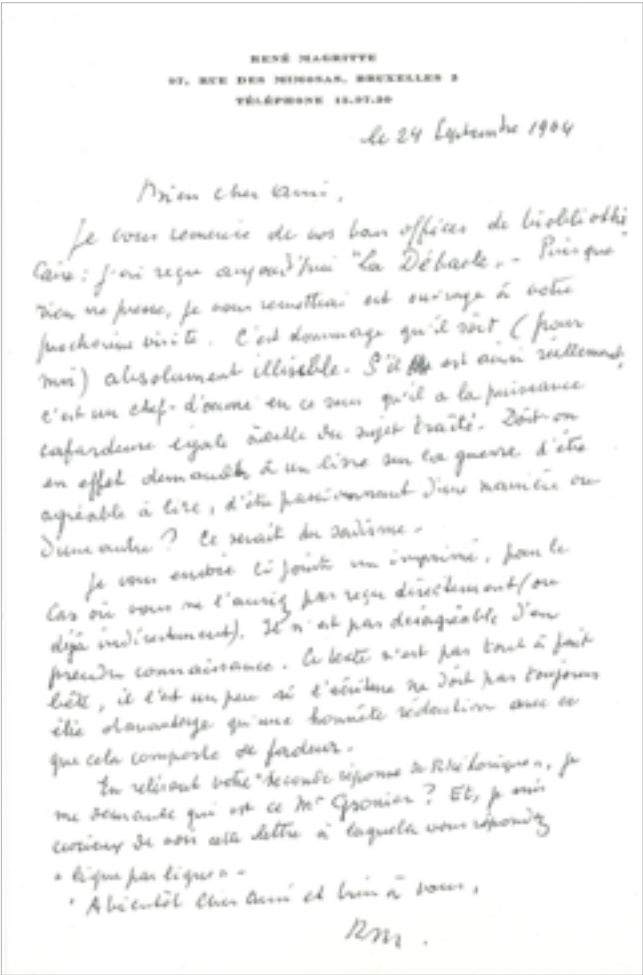 RENÉ MAGRITTE
97, RUE DES MIMOSAS, BRUXELLES 3
TÉLÉPHONE 15.07.30
le 24 Septembre 1964
Bien cher ami,
Je vous remercie de vos bons offices de bibliothé
caire : j'ai reçu aujourd'hui "La Débacle". - Puisque
rien ne presse, je vous remettrai cet ouvrage à votre
prochaine visite. C'est dommage qu'il soit (pour
moi) absolument illisible. S'il est ainsi réellement,
c'est un chef-d'œuvre en ce sens qu'il a la puissance
cafardeuse égale à celle du sujet traité. Doit-on
en effet demander à un livre sur la guerre d'être
agréable à lire, d'être passionnant d'une manière ou
d'une autre ? Ce serait du sadisme.
Je vous envoie ci joint un imprimé, pour le
cas où vous ne l'auriez pas reçu directement (ou
déjà indirectement). Il n'est pas désagréable d'en
prendre connaissance. Ce texte n'est pas tout à fait
bête, il l'est un peu si l'écriture ne doit pas toujours
être davantage qu'une honnête rédaction avec ce
que cela comporte de fadeur.
En relisant votre "Seconde réponse de Rhétorique", je
me demande qui est ce Mr Gronier ? Et, je suis
curieux de voir cette lettre à laquelle vous répondez
"ligne par ligne" -
A bientôt cher ami et bien à vous,
RM.